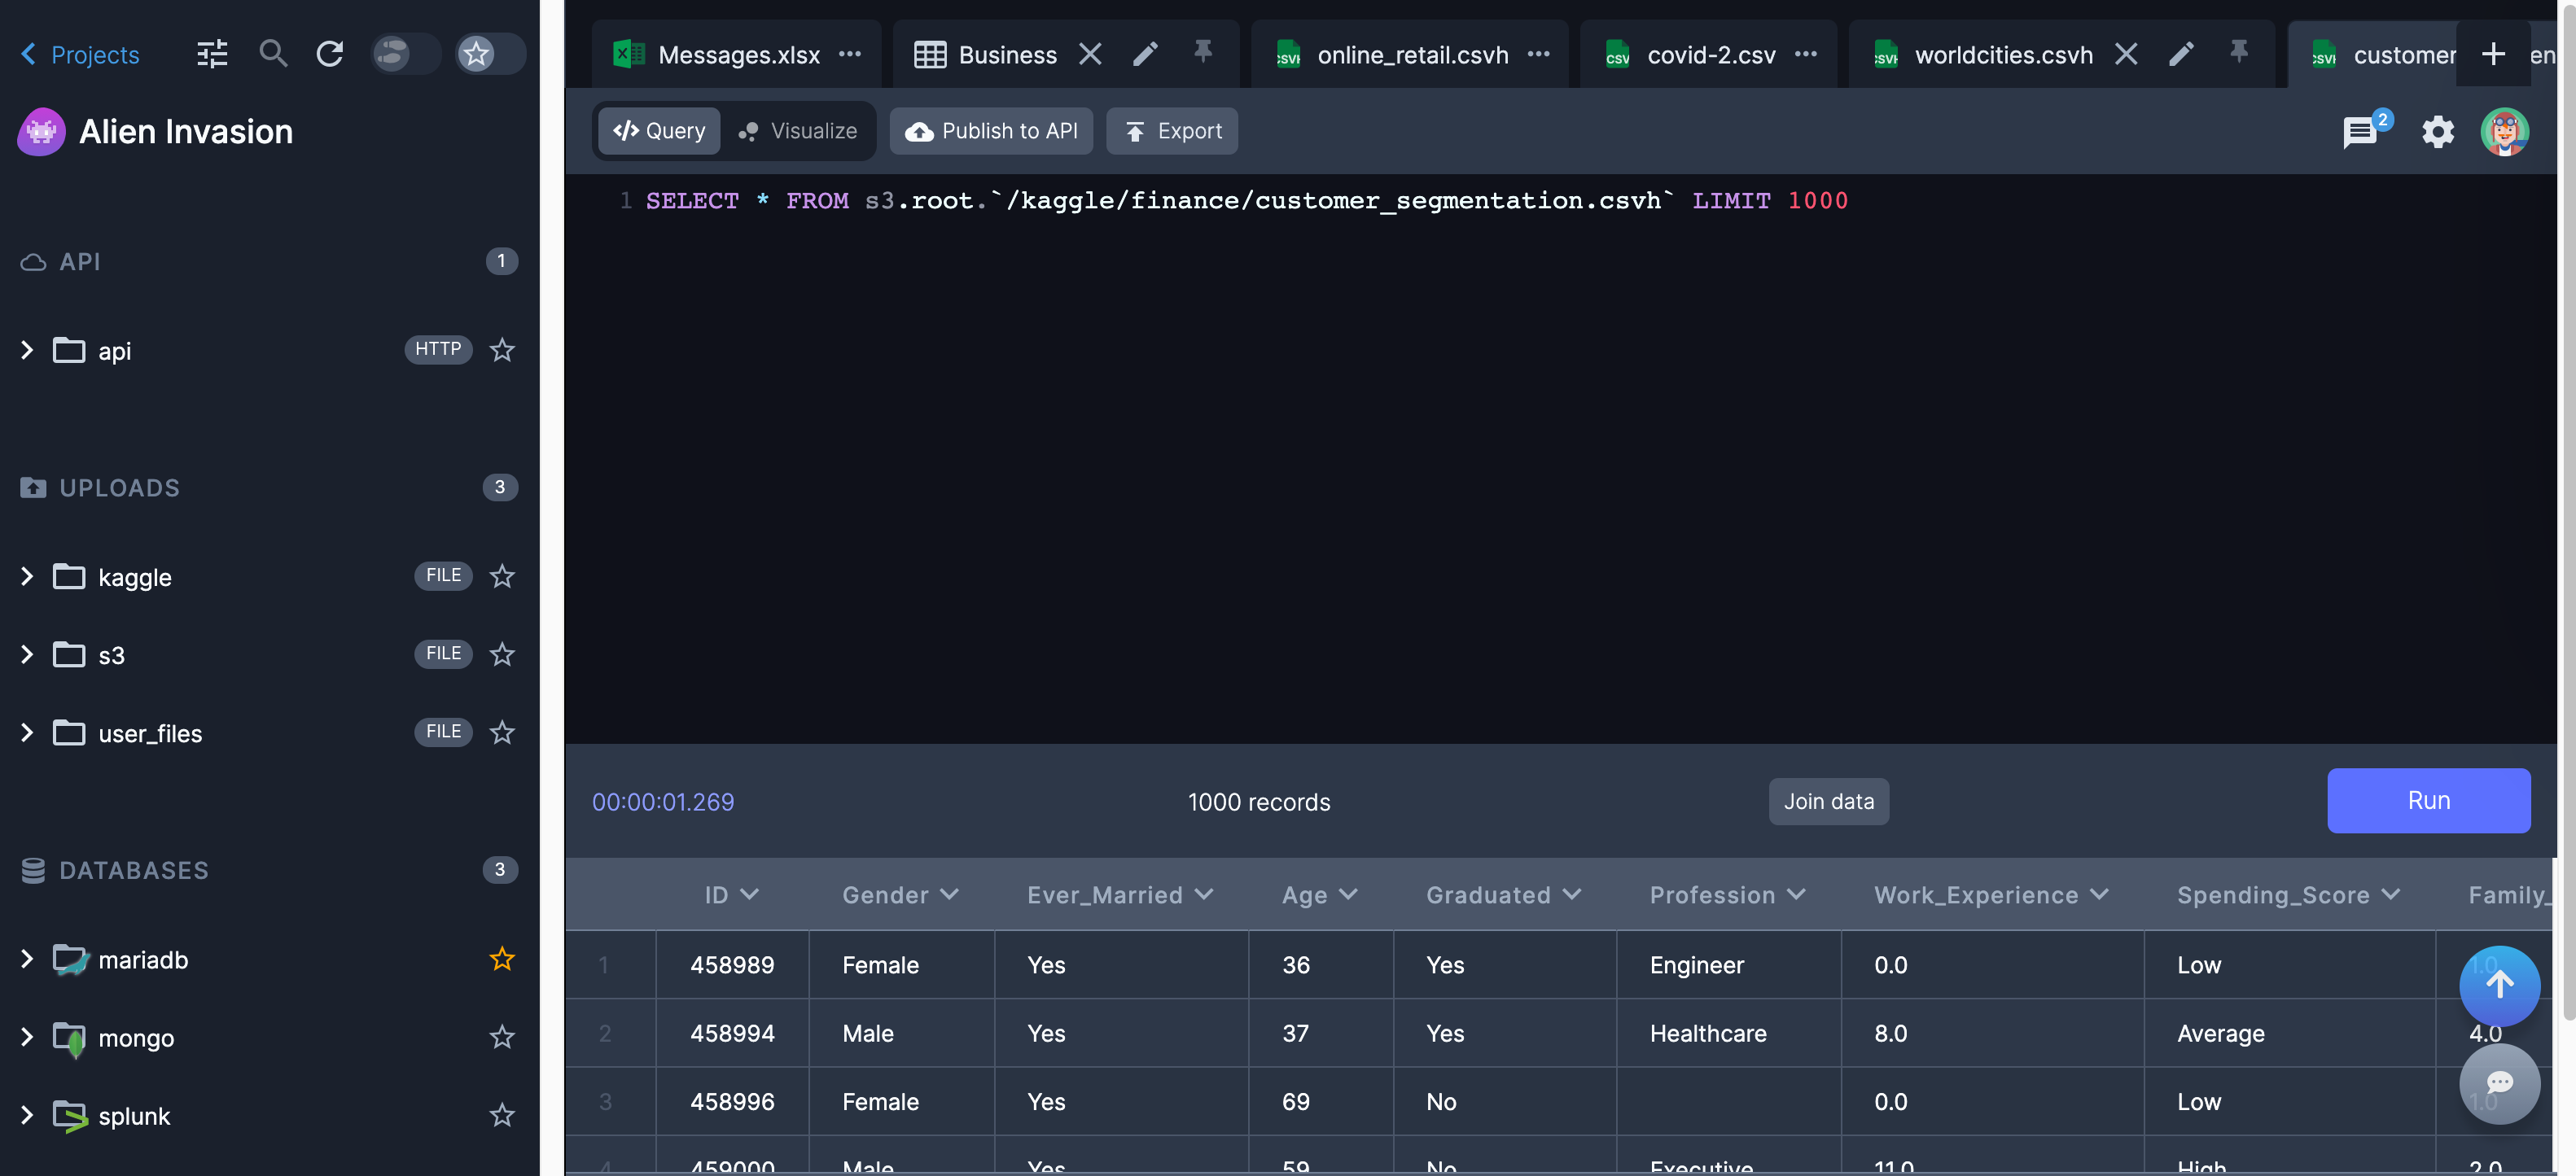 Projects
Alien Invasion
API 1
api HTTP
UPLOADS 3
kaggle FILE
s3 FILE
user_files FILE
DATABASES 3
mariadb
mongo
splunk
Messages.xlsx Business online_retail.csvh covid-2.csv worldcities.csvh customer en
Query Visualize Publish to API Export 2
1 SELECT * FROM s3.root.`/kaggle/finance/customer_segmentation.csvh` LIMIT 1000
00:00:01.269 1000 records Join data Run
ID Gender Ever_Married Age Graduated Profession Work_Experience Spending_Score Family_
1 458989 Female Yes 36 Yes Engineer 0.0 Low 1.0
2 458994 Male Yes 37 Yes Healthcare 8.0 Average 4.0
3 458996 Female Yes 69 No 0.0 Low 1.0
4 459000 Male Yes 59 No Executive 11.0 High 2.0